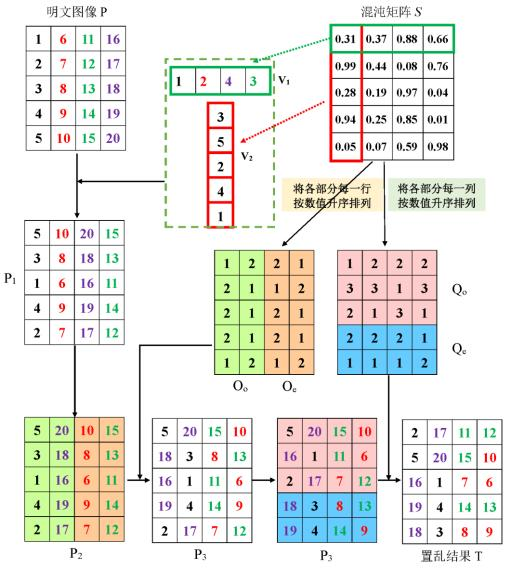 明文图像 P
1 6 11 16
2 7 12 17
3 8 13 18
4 9 14 19
5 10 15 20
混沌矩阵 S
0.31 0.37 0.88 0.66
0.99 0.44 0.08 0.76
0.28 0.19 0.97 0.04
0.94 0.25 0.85 0.01
0.05 0.07 0.59 0.98
1 2 4 3
V₁
3
5
2
4
1
V₂
将各部分每一行
按数值升序排列
将各部分每一列
按数值升序排列
P₁
5 10 20 15
3 8 18 13
1 6 16 11
4 9 19 14
2 7 17 12
1 2 2 1
2 1 1 2
2 1 1 2
2 1 2 1
1 2 1 2
Oₒ Oₑ
1 2 2 2
3 3 1 3
2 1 3 1
2 2 2 1
1 1 1 2
Qₒ
Qₑ
5 20 10 15
3 18 8 13
1 16 6 11
4 19 9 14
2 17 7 12
P₂
5 20 15 10
18 3 8 13
16 1 11 6
19 4 14 9
2 17 7 12
P₃
5 20 15 10
16 1 11 6
2 17 7 12
18 3 8 13
19 4 14 9
P₃
2 17 11 12
5 20 15 10
16 1 7 6
19 4 14 13
18 3 8 9
置乱结果 T